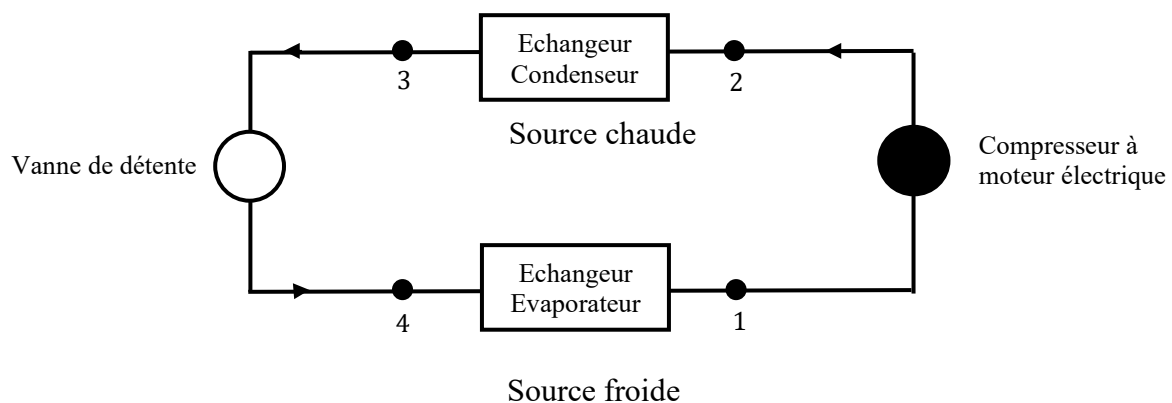 Echangeur
Condenseur
3
2
Source chaude
Vanne de détente
Compresseur à
moteur électrique
Echangeur
Evaporateur
4
1
Source froide